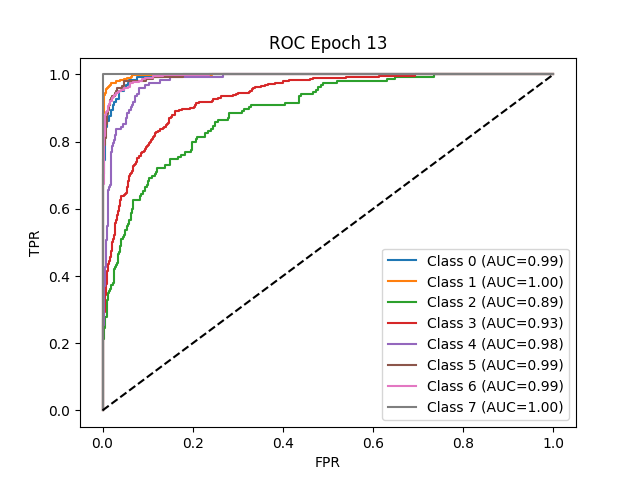 ROC Epoch 13
TPR
1.0
0.8
0.6
0.4
0.2
0.0
Class 0 (AUC=0.99)
Class 1 (AUC=1.00)
Class 2 (AUC=0.89)
Class 3 (AUC=0.93)
Class 4 (AUC=0.98)
Class 5 (AUC=0.99)
Class 6 (AUC=0.99)
Class 7 (AUC=1.00)
0.0 0.2 0.4 0.6 0.8 1.0
FPR